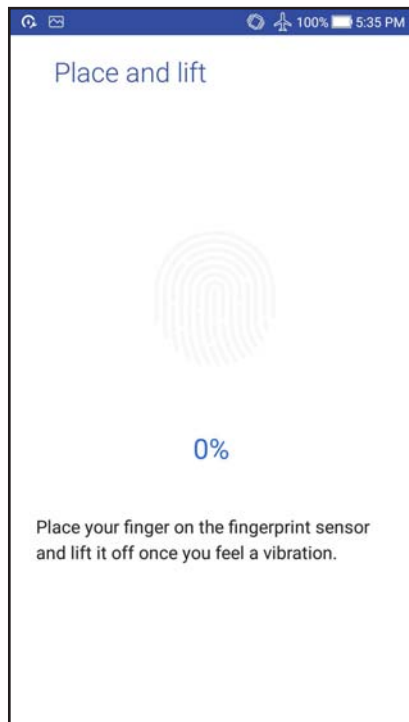 100% 5:35 PM
Place and lift
0%
Place your finger on the fingerprint sensor
and lift it off once you feel a vibration.